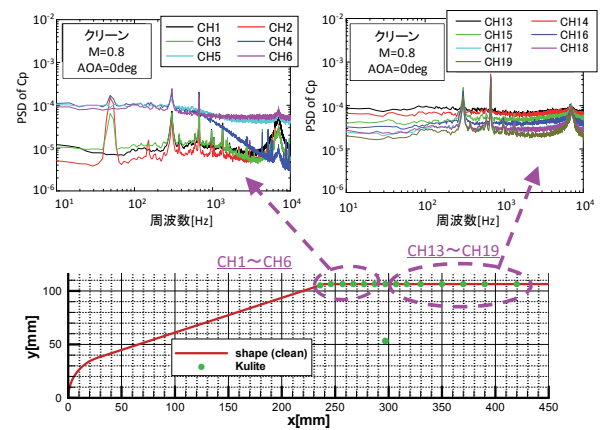 クリーン
M=0.8
AOA=0deg
CH1
CH2
CH3
CH4
CH5
CH6
PSD of Cp
10-2
10-3
10-4
10-5
10-6
101
102
103
104
周波数[Hz]
クリーン
M=0.8
AOA=0deg
CH13
CH14
CH15
CH16
CH17
CH18
CH19
PSD of Cp
10-2
10-3
10-4
10-5
10-6
101
102
103
104
周波数[Hz]
CH1～CH6
CH13～CH19
y[mm]
100
50
0
shape (clean)
Kulite
0 50 100 150 200 250 300 350 400 450
x[mm]